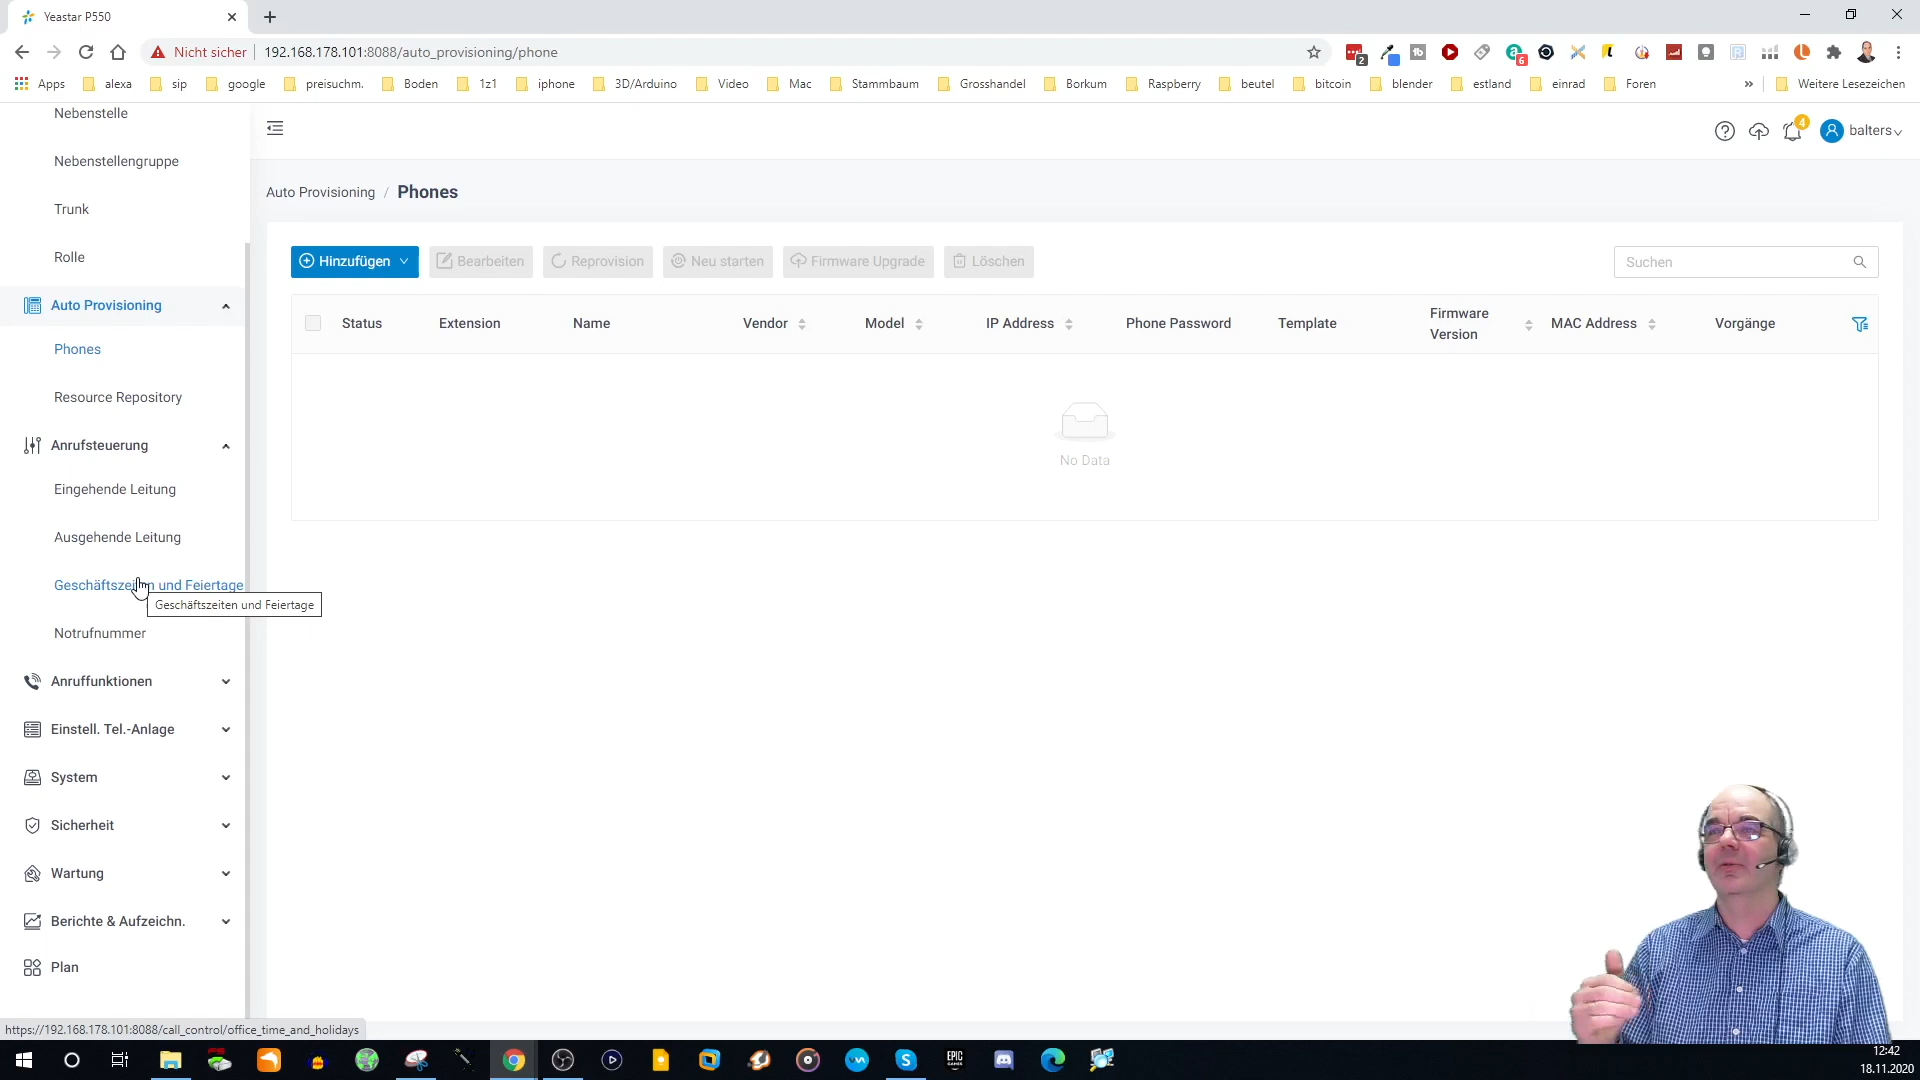 Yeastar P550
Nicht sicher
192.168.178.101:8088/auto_provisioning/phone
2
6
Apps
alexa
sip
google
preisuchm.
Boden
1z1
iphone
3D/Arduino
Video
Mac
Stammbaum
Grosshandel
Borkum
Raspberry
beutel
bitcoin
blender
estland
einrad
Foren
»
Weitere Lesezeichen
Nebenstelle
Nebenstellengruppe
Trunk
Rolle
Auto Provisioning
Phones
Resource Repository
Anrufsteuerung
Eingehende Leitung
Ausgehende Leitung
Geschäftszeiten und Feiertage
Geschäftszeiten und Feiertage
Notrufnummer
Anruffunktionen
Einstell. Tel.-Anlage
System
Sicherheit
Wartung
Berichte & Aufzeichn.
Plan
https://192.168.178.101:8088/call_control/office_time_and_holidays
4
balters
Auto Provisioning / Phones
Hinzufügen
Bearbeiten
Reprovision
Neu starten
Firmware Upgrade
Löschen
Suchen
Status
Extension
Name
Vendor
Model
IP Address
Phone Password
Template
Firmware
Version
MAC Address
Vorgänge
No Data
EPIC
GAMES
12:42
18.11.2020